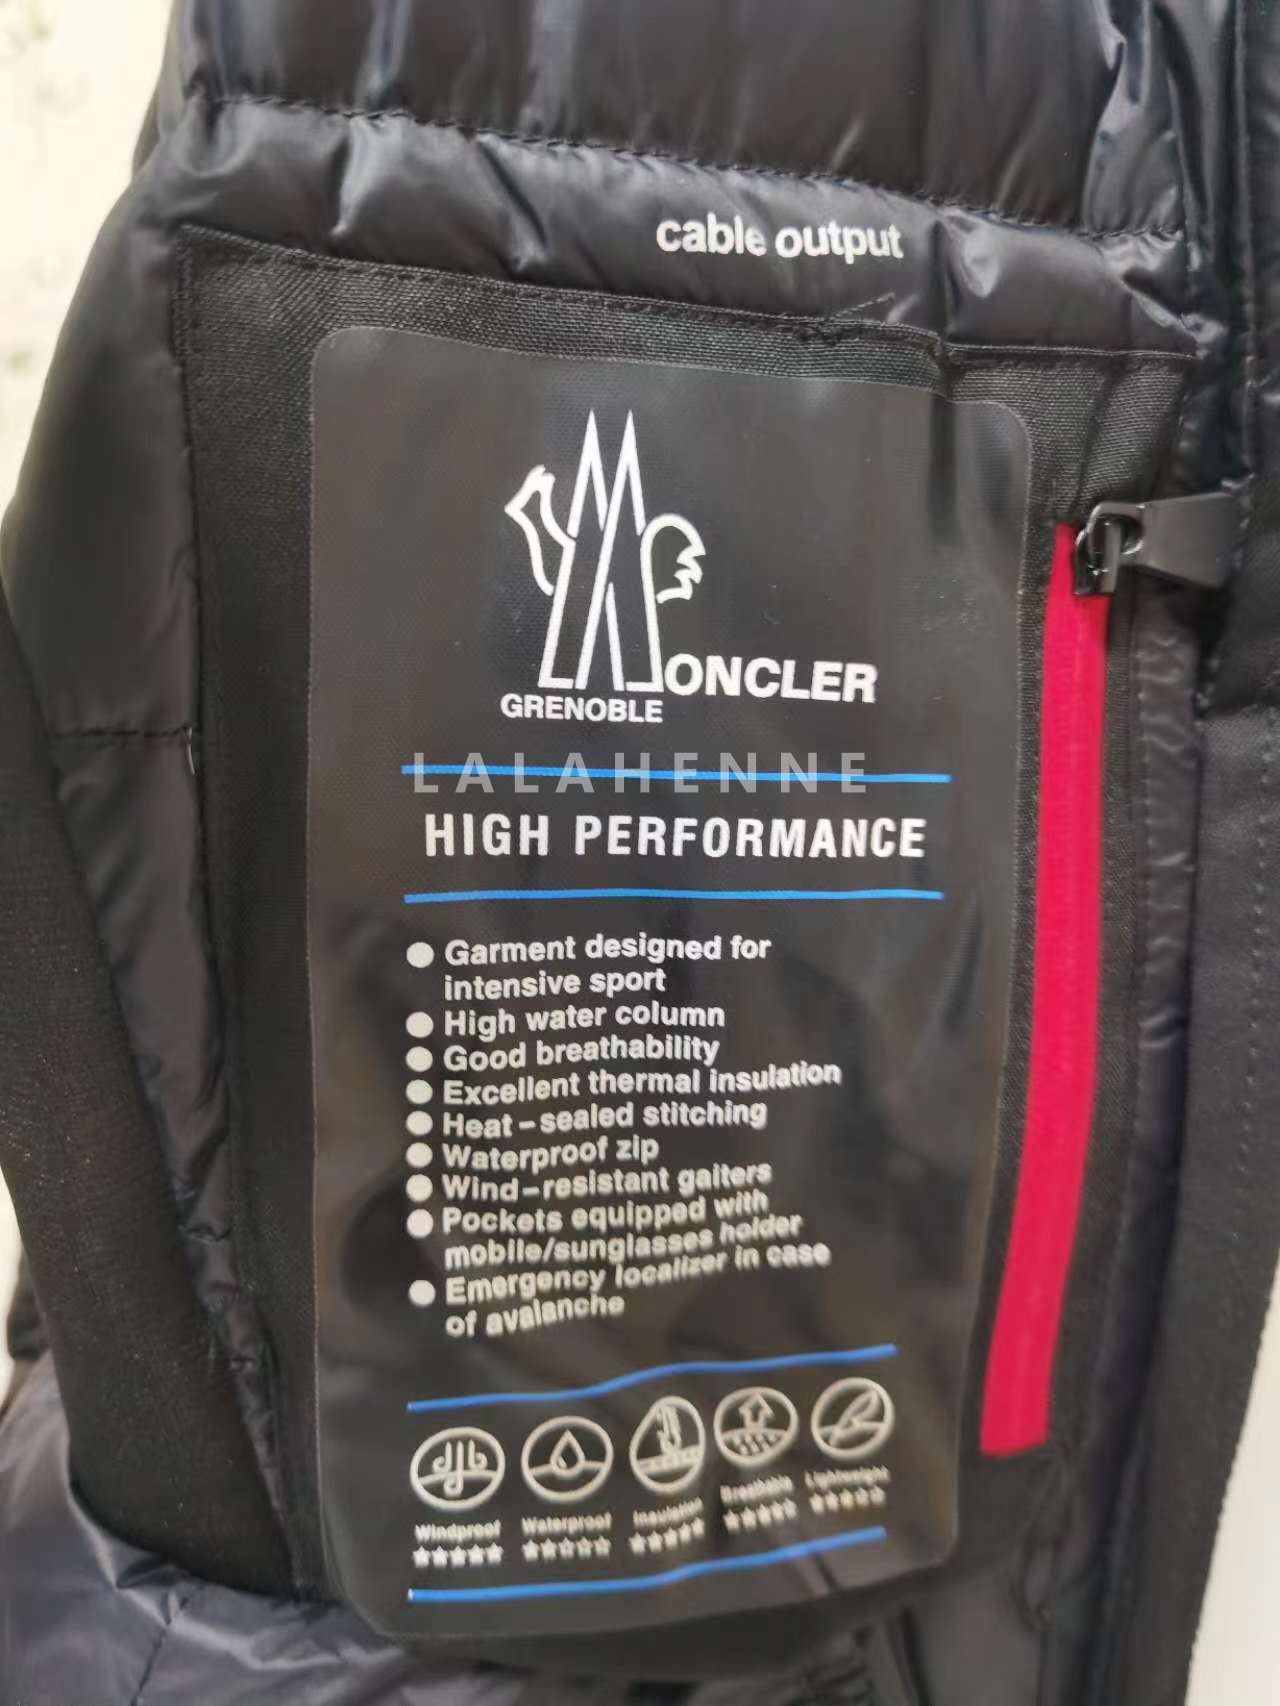 cable output
MONCLER
GRENOBLE
LALAHENNE
HIGH PERFORMANCE
Garment designed for
intensive sport
High water column
Good breathability
Excellent thermal insulation
Heat-sealed stitching
Waterproof zip
Wind-resistant gaiters
Pockets equipped with
mobile/sunglasses holder
Emergency localizer in case
of avalanche
Windproof Waterproof Insulation Breathable Lightweight